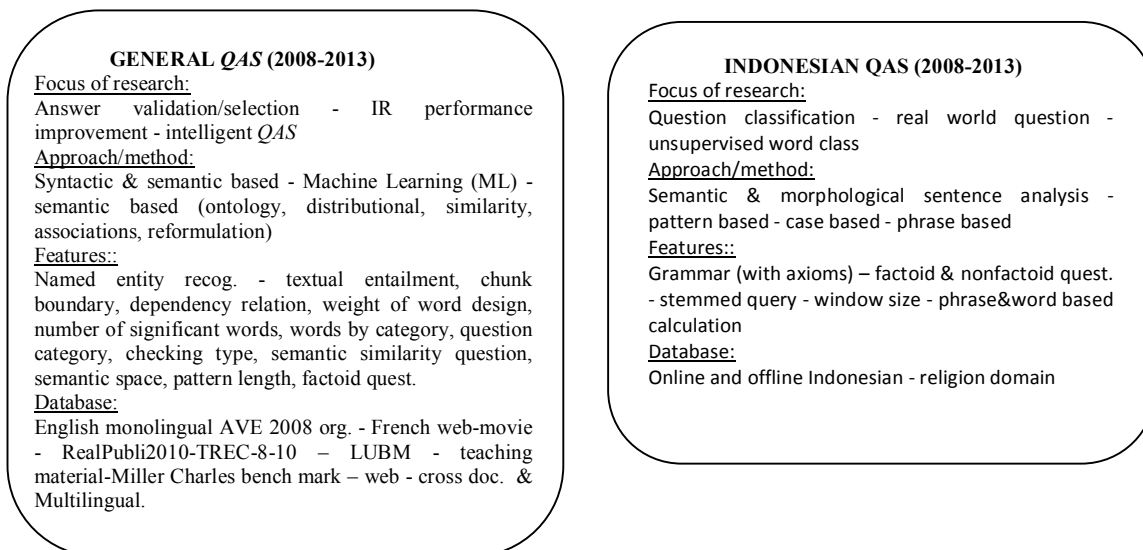 GENERAL QAS (2008-2013)
Focus of research:
Answer validation/selection - IR performance
improvement - intelligent QAS
Approach/method:
Syntactic & semantic based - Machine Learning (ML) -
semantic based (ontology, distributional, similarity,
associations, reformulation)
Features::
Named entity recog. - textual entailment, chunk
boundary, dependency relation, weight of word design,
number of significant words, words by category, question
category, checking type, semantic similarity question,
semantic space, pattern length, factoid quest.
Database:
English monolingual AVE 2008 org. - French web-movie
- RealPubli2010-TREC-8-10 – LUBM - teaching
material-Miller Charles bench mark – web - cross doc. &
Multilingual.
INDONESIAN QAS (2008-2013)
Focus of research:
Question classification - real world question -
unsupervised word class
Approach/method:
Semantic & morphological sentence analysis -
pattern based - case based - phrase based
Features::
Grammar (with axioms) – factoid & nonfactoid quest.
- stemmed query - window size - phrase&word based
calculation
Database:
Online and offline Indonesian - religion domain